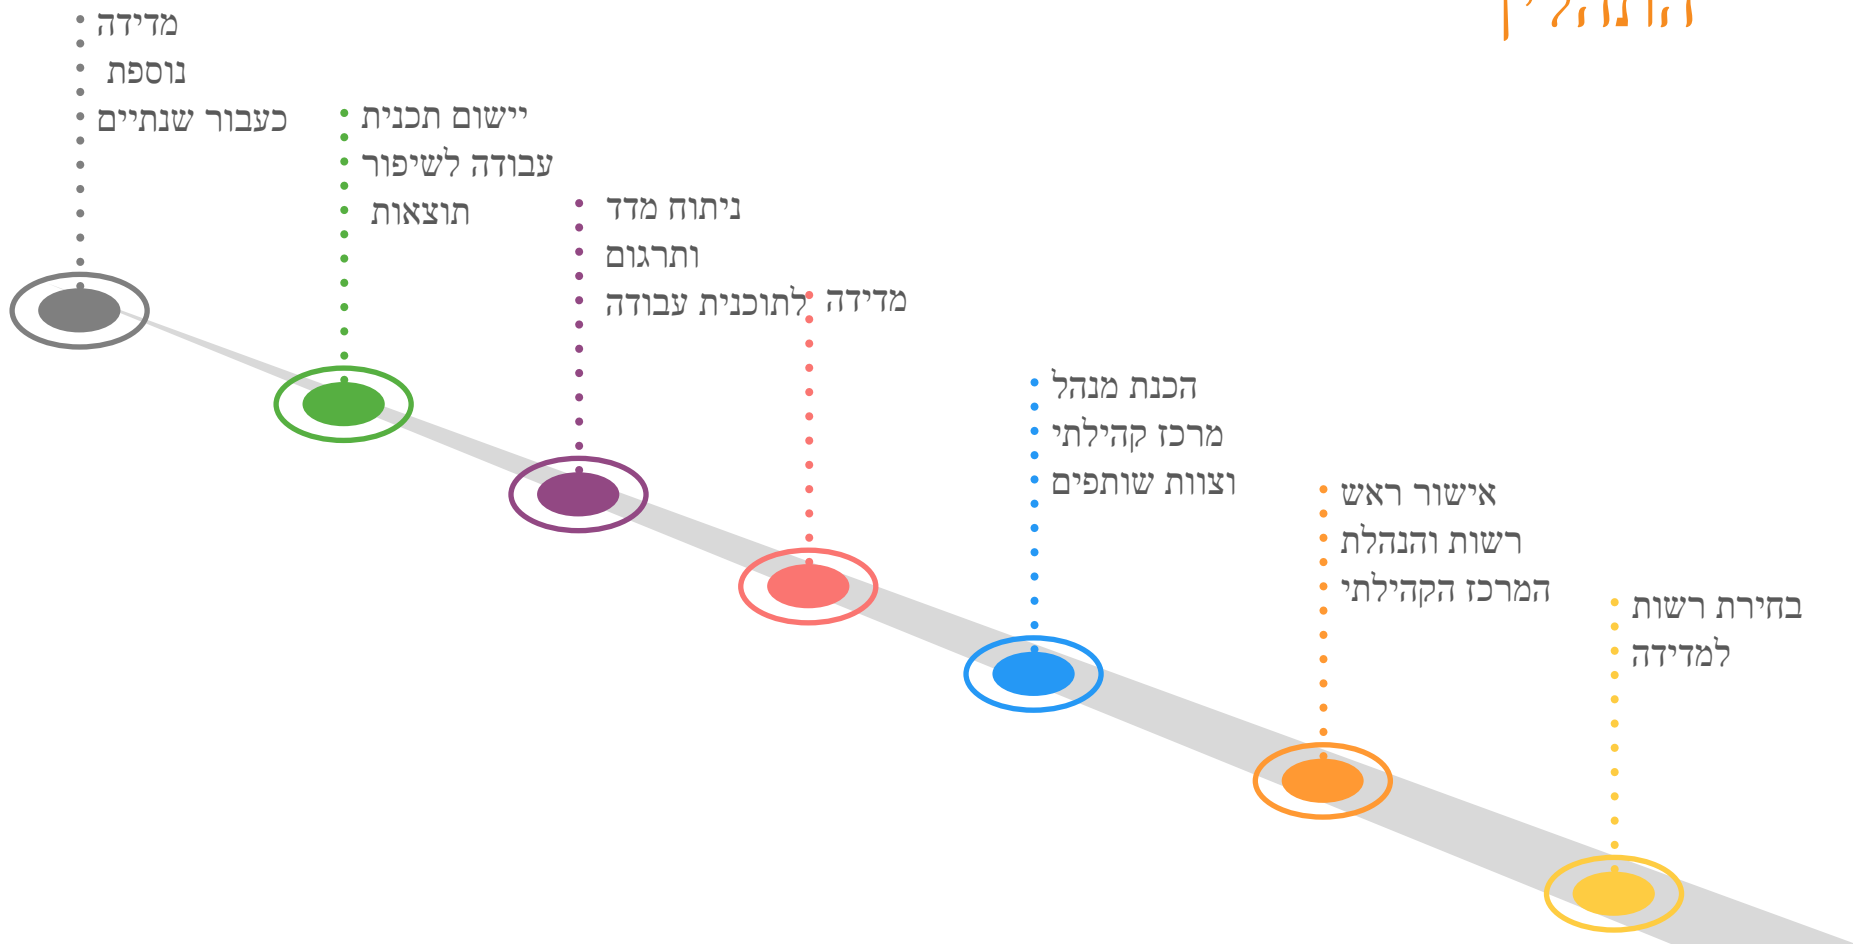 התהליך
בחירת רשות
למדידה
אישור ראש
רשות והנהלת
המרכז הקהילתי
הכנת מנהל
מרכז קהילתי
וצוות שותפים
מדידה
ניתוח מדד
ותרגום
לתוכנית עבודה
יישום תכנית
עבודה לשיפור
תוצאות
מדידה
נוספת
כעבור שנתיים